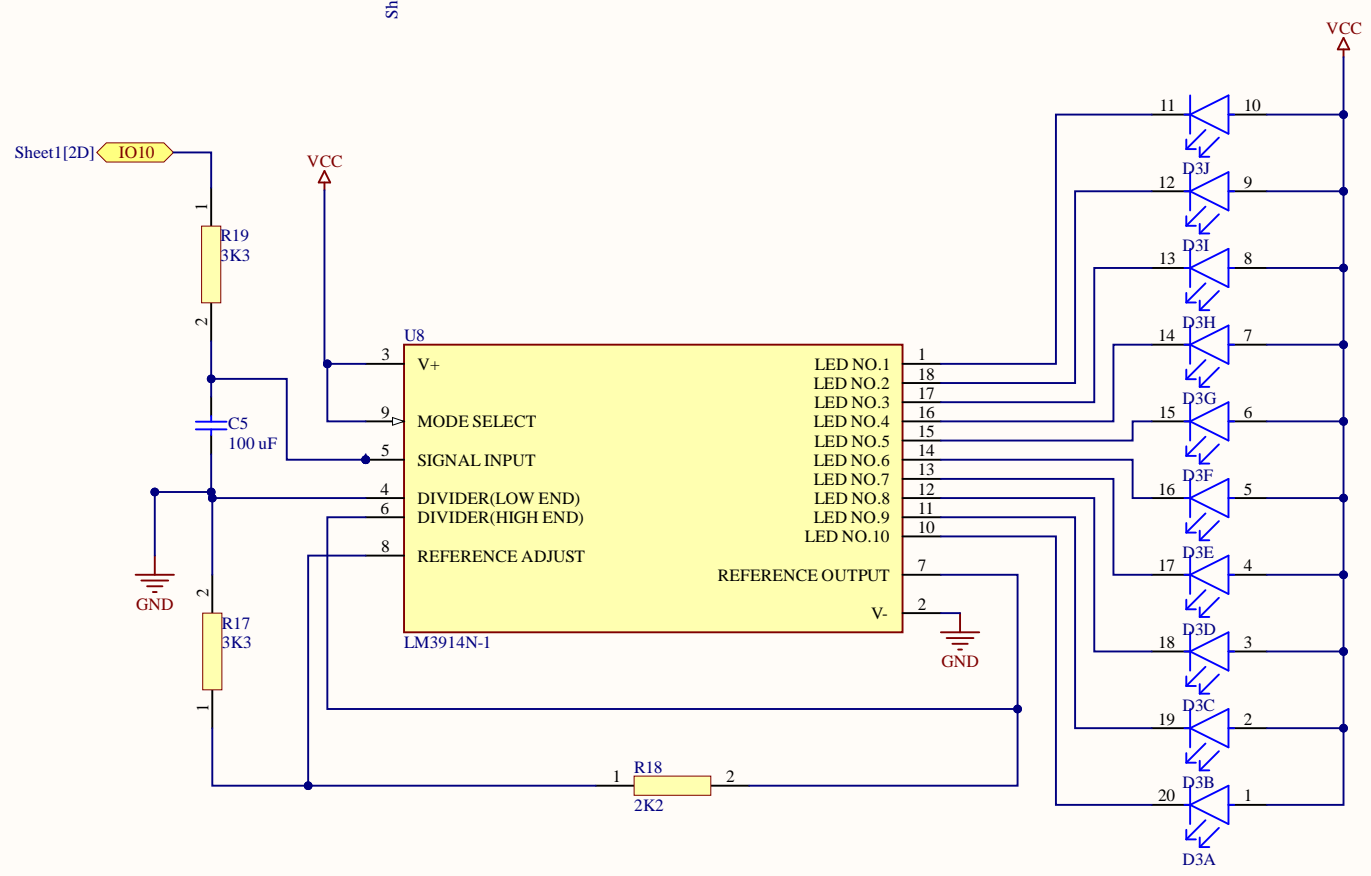 Sh
VCC
Sheet1[2D] IO10
VCC
1
R19
3K3
2
C5
100 uF
GND
2
R17
3K3
1
U8
3 V+
9 MODE SELECT
5 SIGNAL INPUT
4 DIVIDER(LOW END)
6 DIVIDER(HIGH END)
8 REFERENCE ADJUST
LED NO.1 1
LED NO.2 18
LED NO.3 17
LED NO.4 16
LED NO.5 15
LED NO.6 14
LED NO.7 13
LED NO.8 12
LED NO.9 11
LED NO.10 10
REFERENCE OUTPUT 7
V- 2
LM3914N-1
GND
1 R18 2
2K2
11 10
D3J
12 9
D3I
13 8
D3H
14 7
D3G
15 6
D3F
16 5
D3E
17 4
D3D
18 3
D3C
19 2
D3B
20 1
D3A